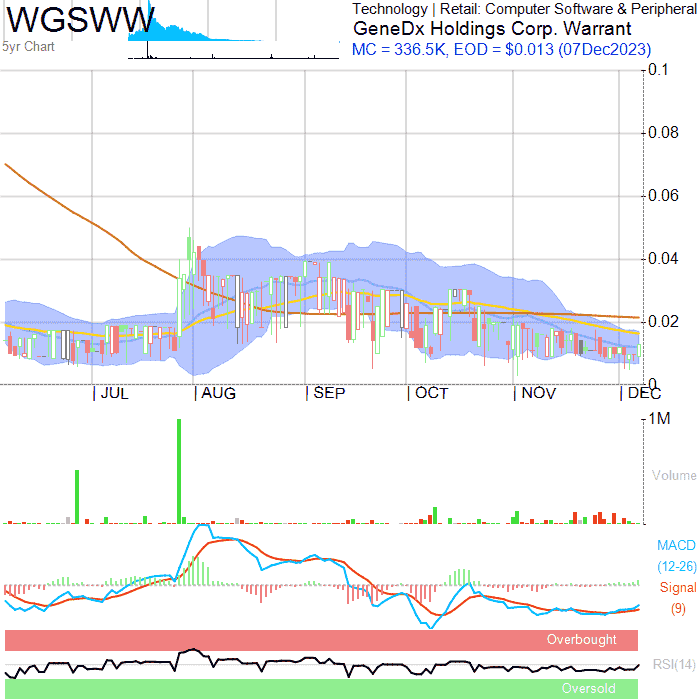 WGSWW
Technology | Retail: Computer Software & Peripheral
GeneDx Holdings Corp. Warrant
5yr Chart
MC = 336.5K, EOD = $0.013 (07Dec2023)
0.1
0.08
0.06
0.04
0.02
0
JUL AUG SEP OCT NOV DEC
1M
Volume
MACD
(12-26)
Signal
(9)
Overbought
RSI(14)
Oversold